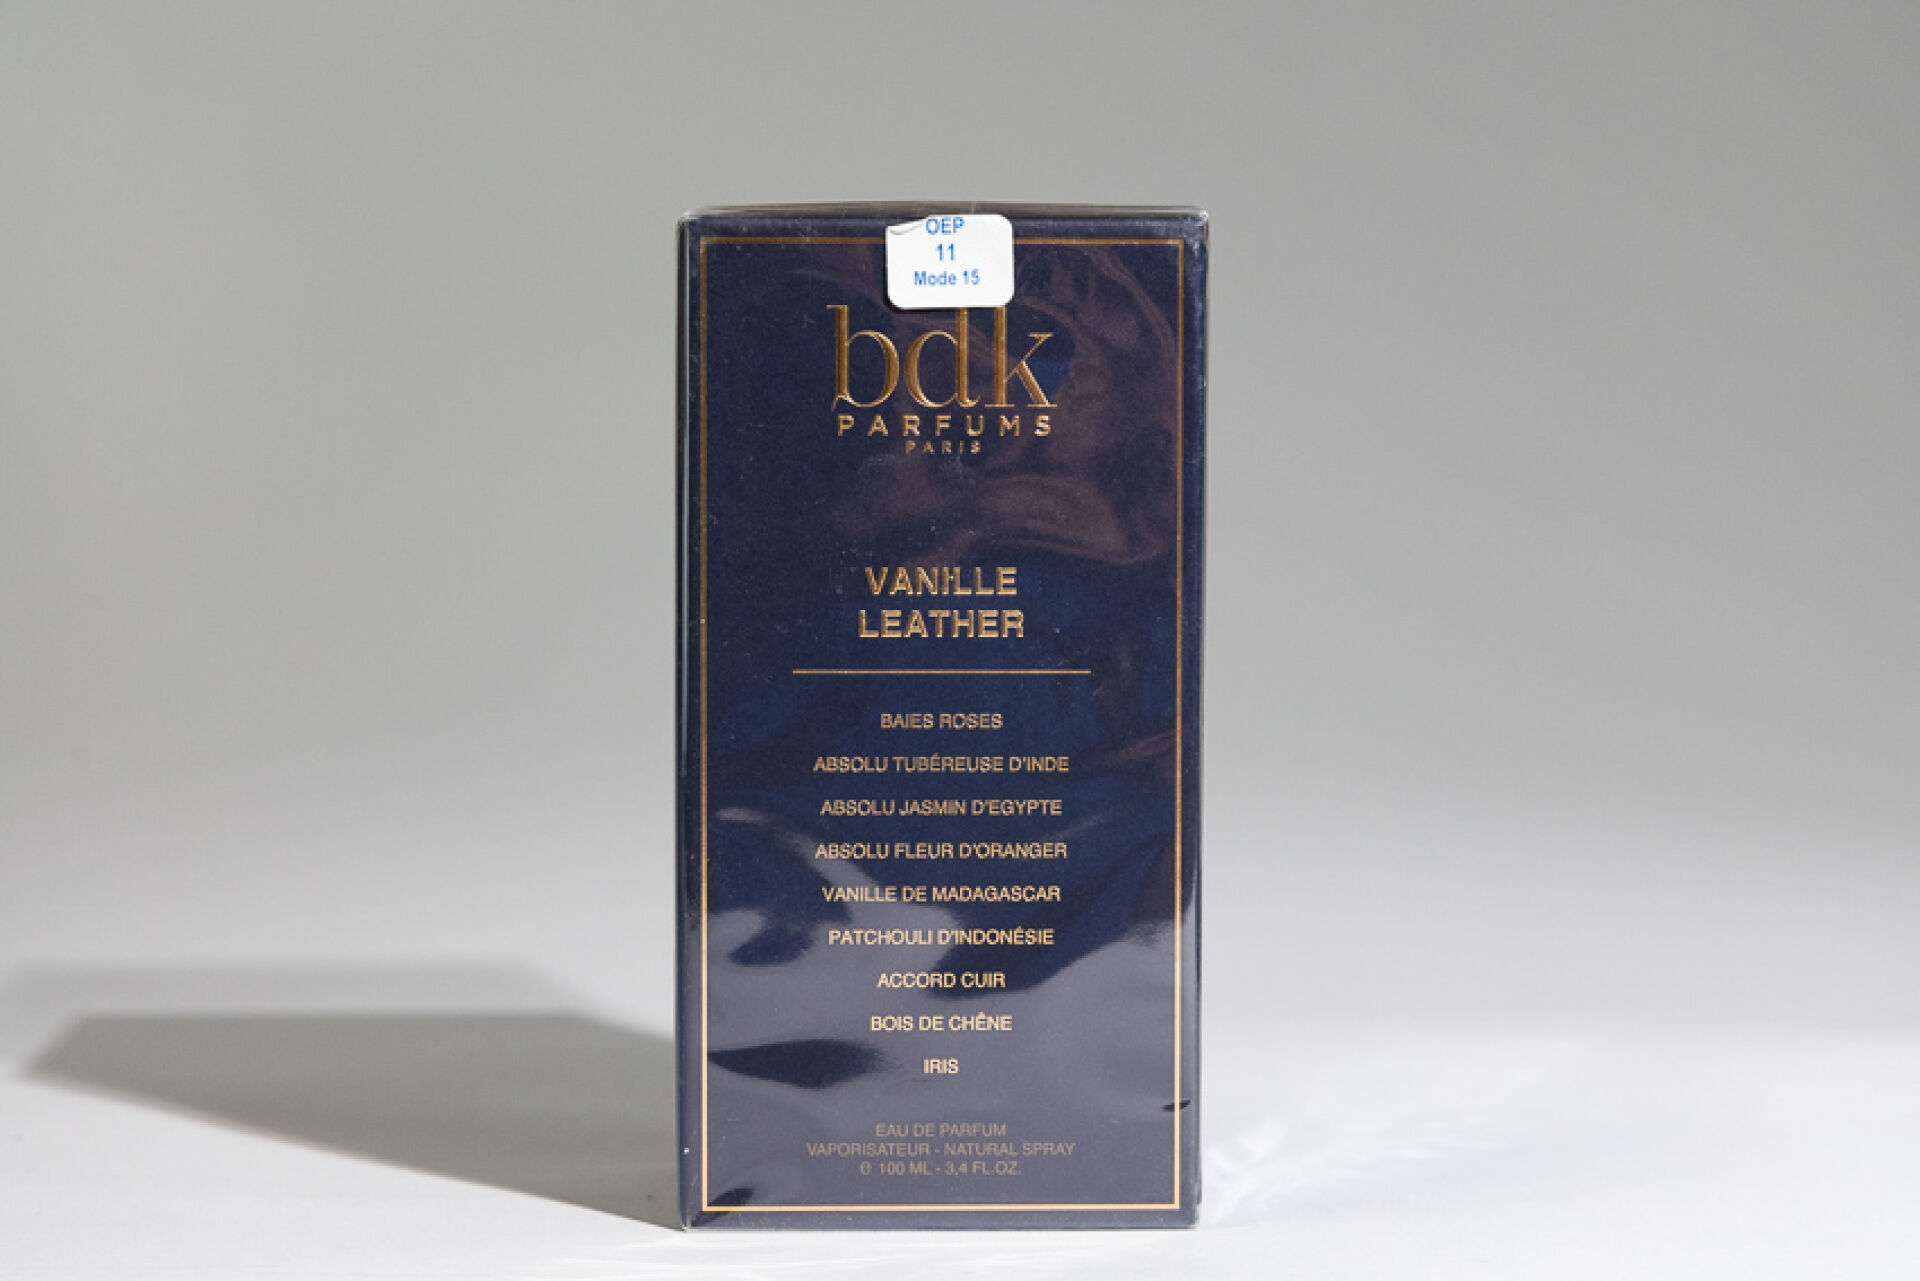 OEP
11
Mode 15
bdk
PARFUMS
PARIS
VANILLE
LEATHER
BAIES ROSES
ABSOLU TUBÉREUSE D'INDE
ABSOLU JASMIN D'EGYPTE
ABSOLU FLEUR D'ORANGER
VANILLE DE MADAGASCAR
PATCHOULI D'INDONÉSIE
ACCORD CUIR
BOIS DE CHÊNE
IRIS
EAU DE PARFUM
VAPORISATEUR - NATURAL SPRAY
℮ 100 ML - 3,4 FL.OZ.